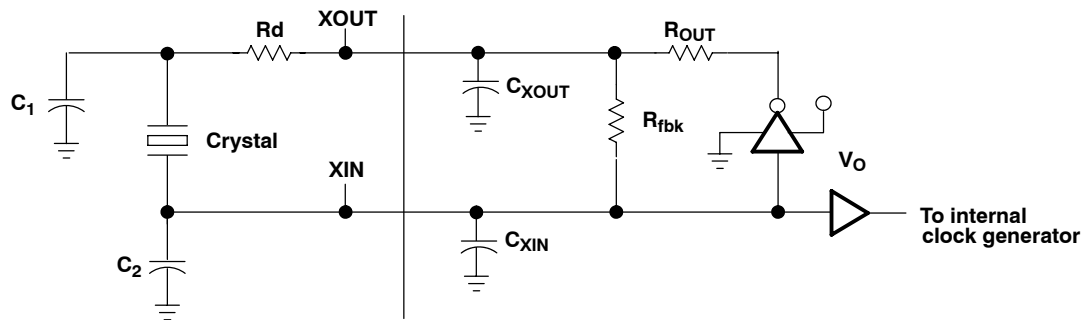 XOUT
Rd
ROUT
C1
CXOUT
Rfbk
Crystal
XIN
VO
To internal
clock generator
CXIN
C2